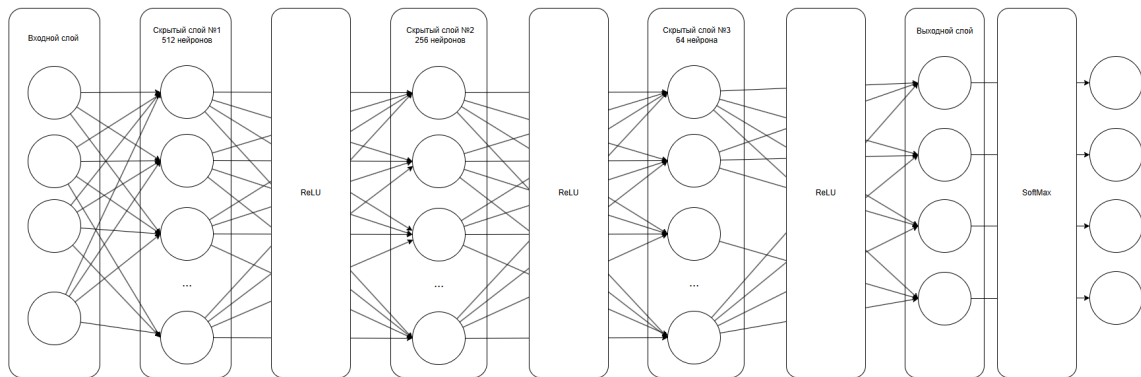 Входной слой
Скрытый слой №1
512 нейронов
...
ReLU
Скрытый слой №2
256 нейронов
...
ReLU
Скрытый слой №3
64 нейрона
...
ReLU
Выходной слой
SoftMax